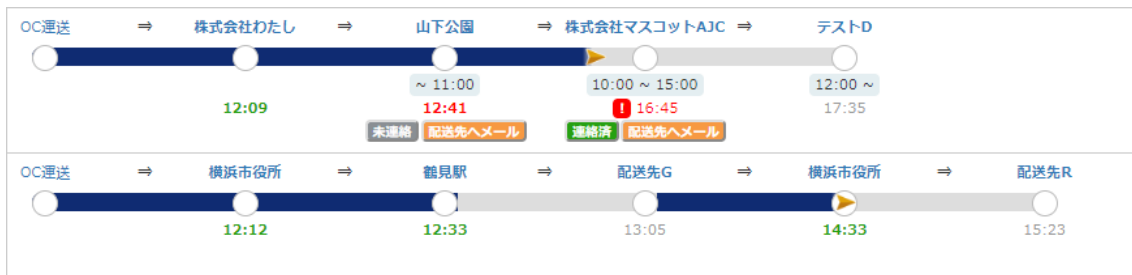 OC運送 ⇒ 株式会社わたし ⇒ 山下公園 ⇒ 株式会社マスコットAJC ⇒ テストD
~ 11:00 10:00 ~ 15:00 12:00 ~
12:09 12:41 ! 16:45 17:35
未連絡 配送先へメール 連絡済 配送先へメール
OC運送 ⇒ 横浜市役所 ⇒ 鶴見駅 ⇒ 配送先G ⇒ 横浜市役所 ⇒ 配送先R
12:12 12:33 13:05 14:33 15:23